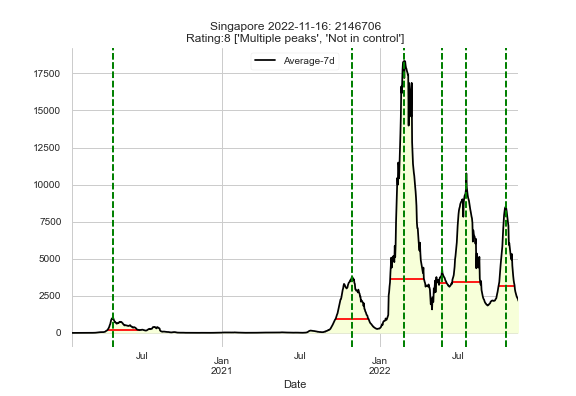 Singapore 2022-11-16: 2146706
Rating:8 ['Multiple peaks', 'Not in control']
Average-7d
17500
15000
12500
10000
7500
5000
2500
0
Jul
Jan
2021
Jul
Jan
2022
Jul
Date